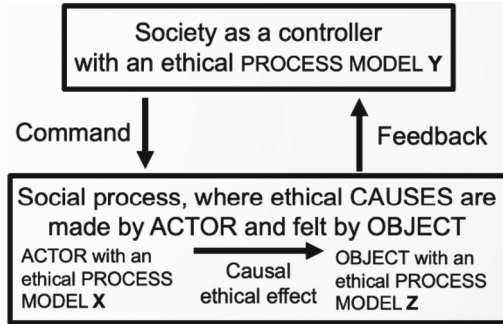 Society as a controller
with an ethical PROCESS MODEL Y
Command
Feedback
Social process, where ethical CAUSES are
made by ACTOR and felt by OBJECT
ACTOR with an
ethical PROCESS
MODEL X
Causal
ethical effect
OBJECT with an
ethical PROCESS
MODEL Z